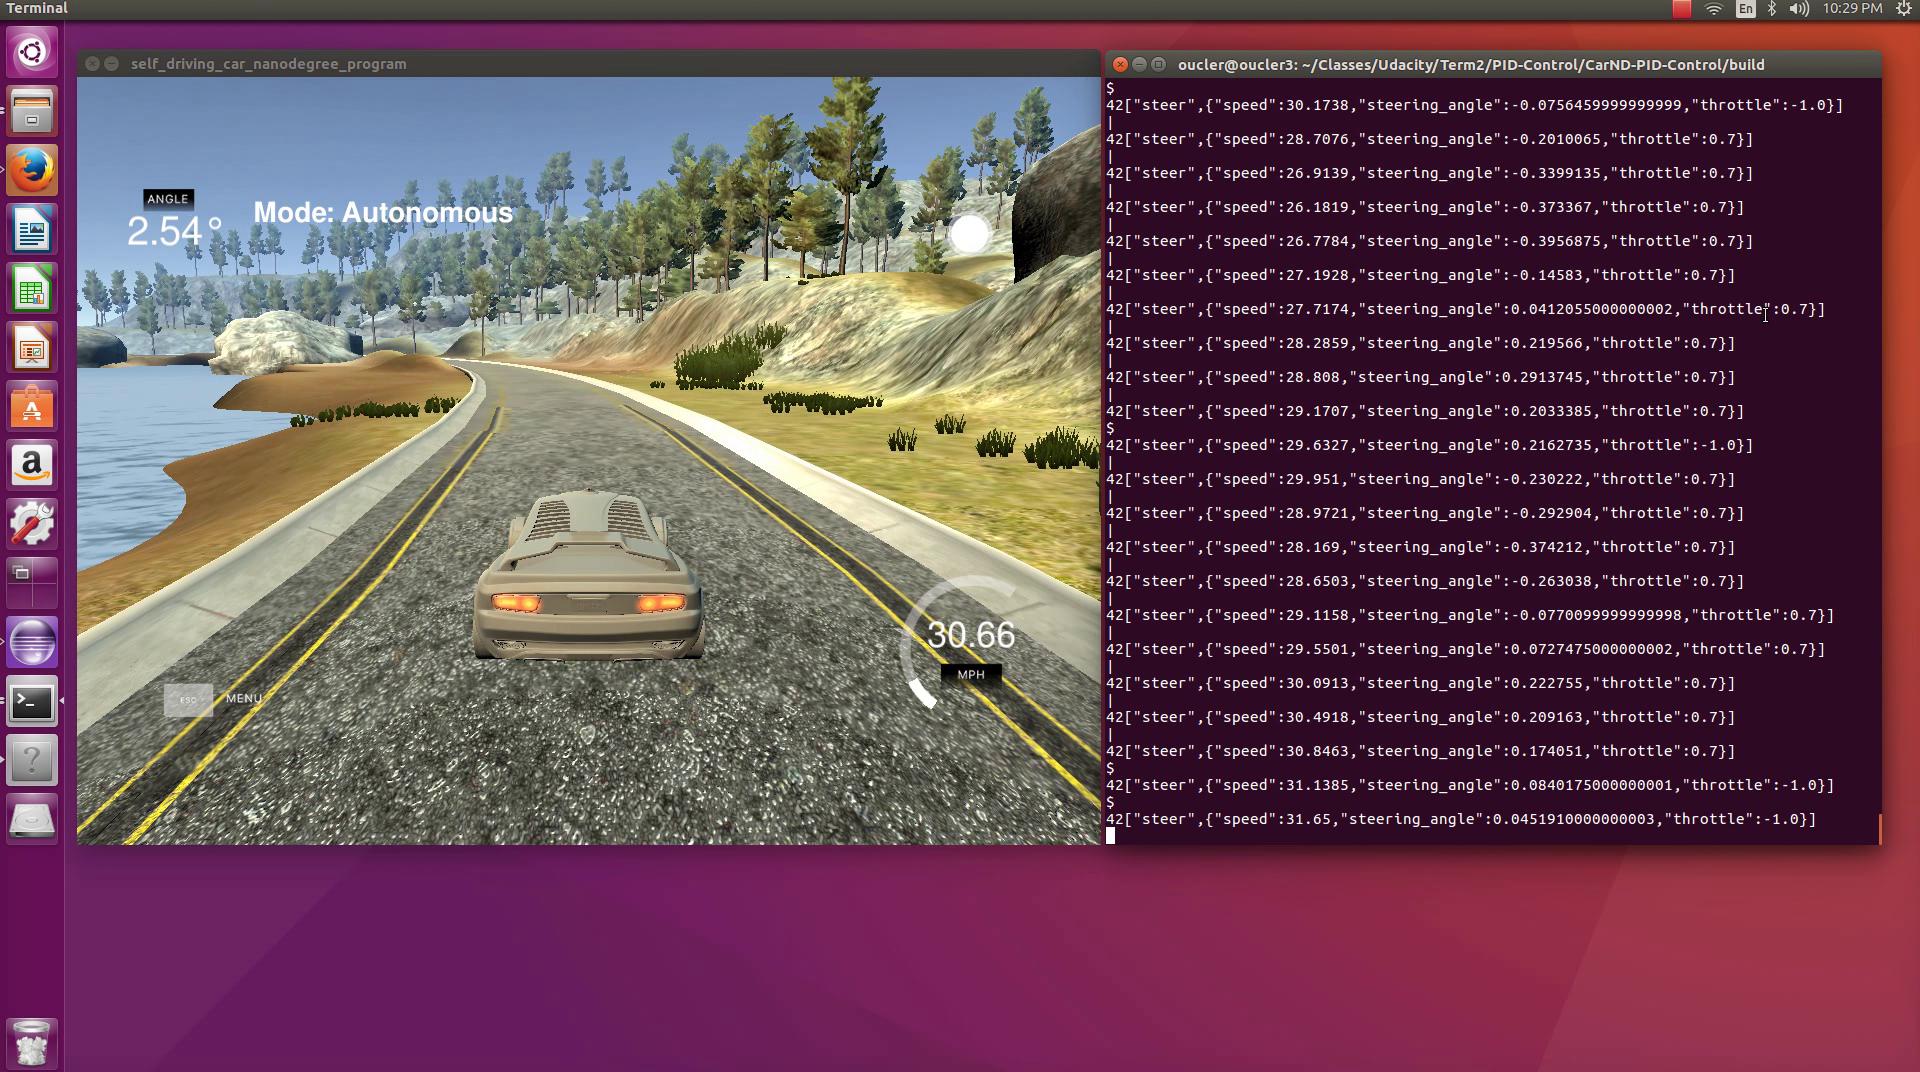 Terminal
En
10:29 PM
self_driving_car_nanodegree_program
ANGLE
2.54°
Mode: Autonomous
30.66
MPH
ESC
MENU
a
>_
?
oucler@oucler3: ~/Classes/Udacity/Term2/PID-Control/CarND-PID-Control/build
$
42["steer",{"speed":30.1738,"steering_angle":-0.0756459999999999,"throttle":-1.0}]
|
42["steer",{"speed":28.7076,"steering_angle":-0.2010065,"throttle":0.7}]
|
42["steer",{"speed":26.9139,"steering_angle":-0.3399135,"throttle":0.7}]
|
42["steer",{"speed":26.1819,"steering_angle":-0.373367,"throttle":0.7}]
|
42["steer",{"speed":26.7784,"steering_angle":-0.3956875,"throttle":0.7}]
|
42["steer",{"speed":27.1928,"steering_angle":-0.14583,"throttle":0.7}]
|
42["steer",{"speed":27.7174,"steering_angle":0.0412055000000002,"throttle":0.7}]
|
42["steer",{"speed":28.2859,"steering_angle":0.219566,"throttle":0.7}]
|
42["steer",{"speed":28.808,"steering_angle":0.2913745,"throttle":0.7}]
|
42["steer",{"speed":29.1707,"steering_angle":0.2033385,"throttle":0.7}]
$
42["steer",{"speed":29.6327,"steering_angle":0.2162735,"throttle":-1.0}]
|
42["steer",{"speed":29.951,"steering_angle":-0.230222,"throttle":0.7}]
|
42["steer",{"speed":28.9721,"steering_angle":-0.292904,"throttle":0.7}]
|
42["steer",{"speed":28.169,"steering_angle":-0.374212,"throttle":0.7}]
|
42["steer",{"speed":28.6503,"steering_angle":-0.263038,"throttle":0.7}]
|
42["steer",{"speed":29.1158,"steering_angle":-0.0770099999999998,"throttle":0.7}]
|
42["steer",{"speed":29.5501,"steering_angle":0.0727475000000002,"throttle":0.7}]
|
42["steer",{"speed":30.0913,"steering_angle":0.222755,"throttle":0.7}]
|
42["steer",{"speed":30.4918,"steering_angle":0.209163,"throttle":0.7}]
|
42["steer",{"speed":30.8463,"steering_angle":0.174051,"throttle":0.7}]
$
42["steer",{"speed":31.1385,"steering_angle":0.0840175000000001,"throttle":-1.0}]
$
42["steer",{"speed":31.65,"steering_angle":0.0451910000000003,"throttle":-1.0}]